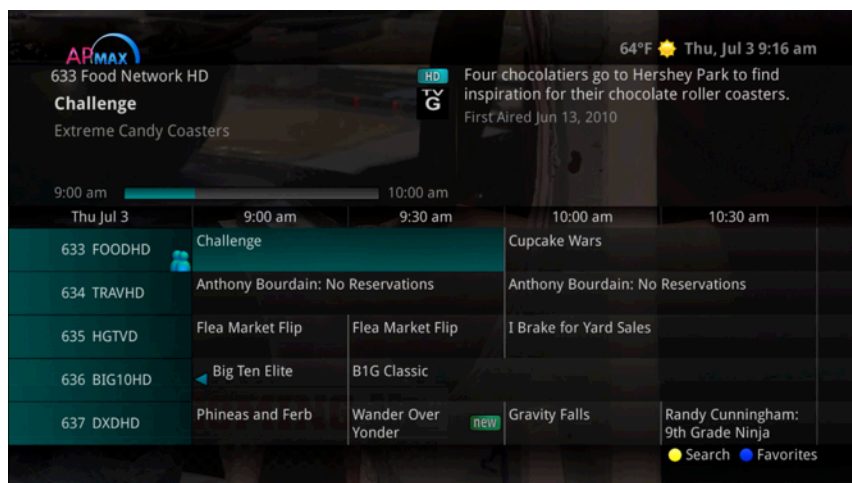 APMAX
64°F Thu, Jul 3 9:16 am
633 Food Network HD
HD
Four chocolatiers go to Hershey Park to find
Challenge
TV
G
inspiration for their chocolate roller coasters.
Extreme Candy Coasters
First Aired Jun 13, 2010
9:00 am 10:00 am
Thu Jul 3 9:00 am 9:30 am 10:00 am 10:30 am
633 FOODHD Challenge Cupcake Wars
634 TRAVHD Anthony Bourdain: No Reservations Anthony Bourdain: No Reservations
635 HGTVD Flea Market Flip Flea Market Flip I Brake for Yard Sales
636 BIG10HD Big Ten Elite B1G Classic
637 DXDHD Phineas and Ferb Wander Over Yonder new Gravity Falls Randy Cunningham: 9th Grade Ninja
Search Favorites